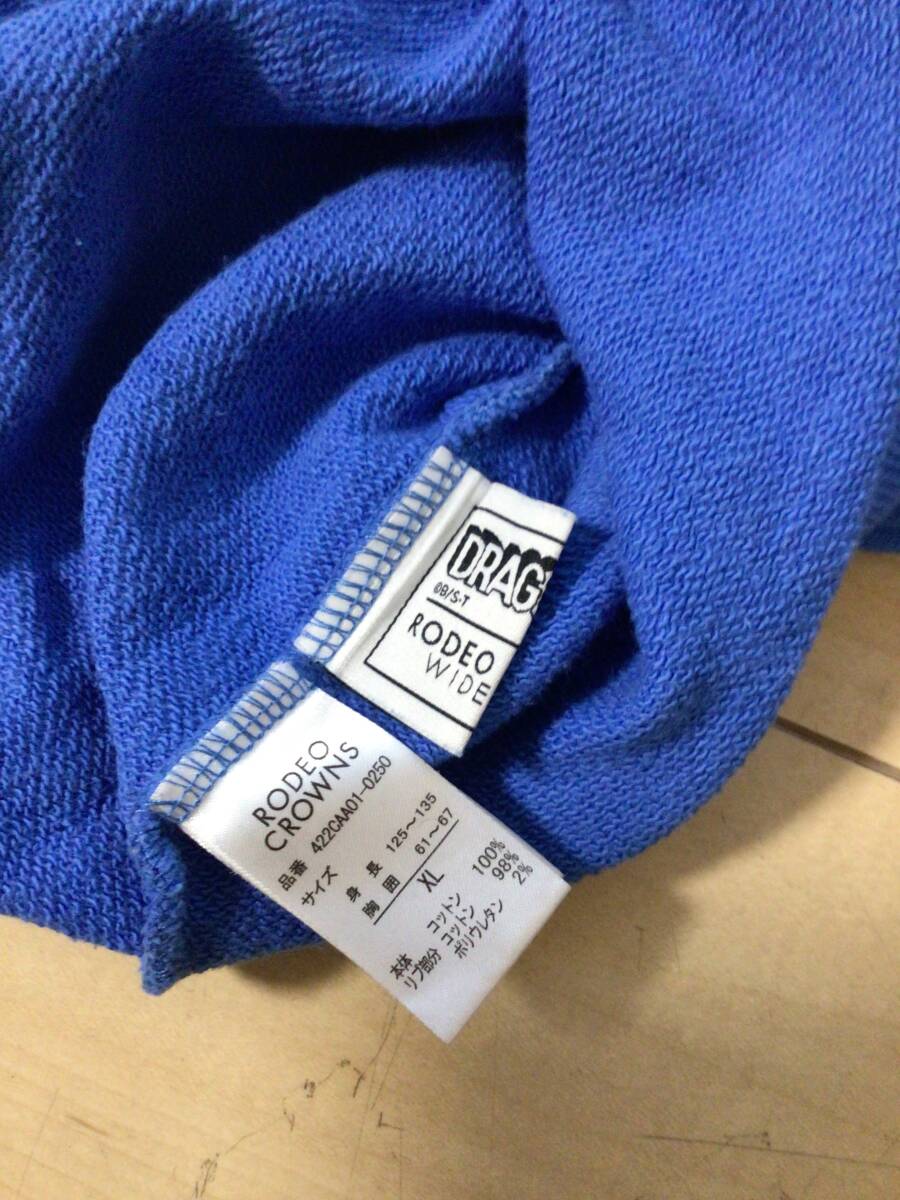 DRAG
©B/S・T
RODEO
WIDE
RODEO
CROWNS
品番 422CAA01-0250
サイズ
身長 125～135
胸囲 61～67
XL
本体 コットン 100%
リブ部分 コットン 98%
ポリウレタン 2%